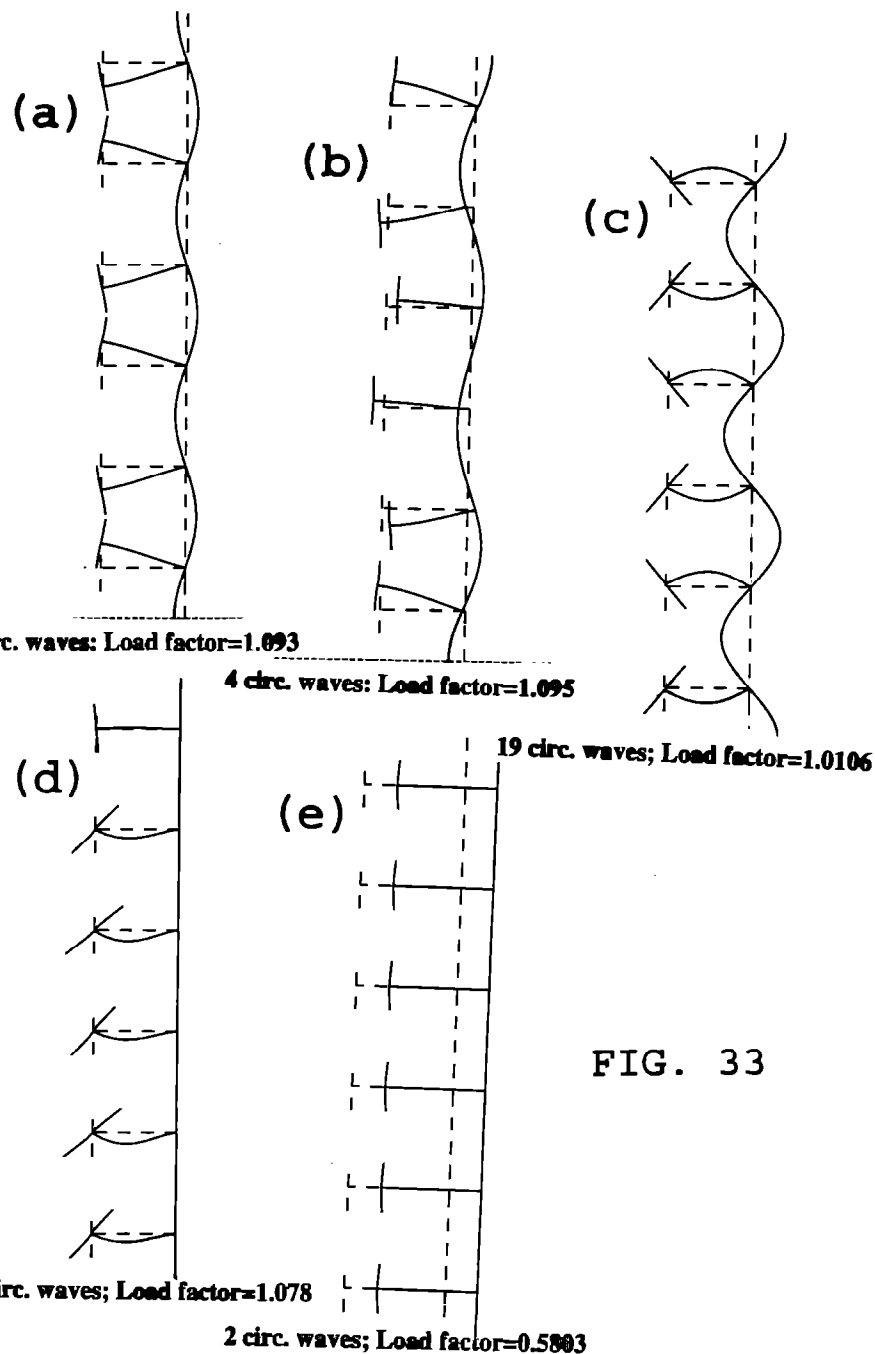 (a)
(b)
(c)
rc. waves: Load factor=1.093
4 circ. waves: Load factor=1.095
19 circ. waves; Load factor=1.0106
(d)
(e)
FIG. 33
irc. waves; Load factor=1.078
2 circ. waves; Load factor=0.5803